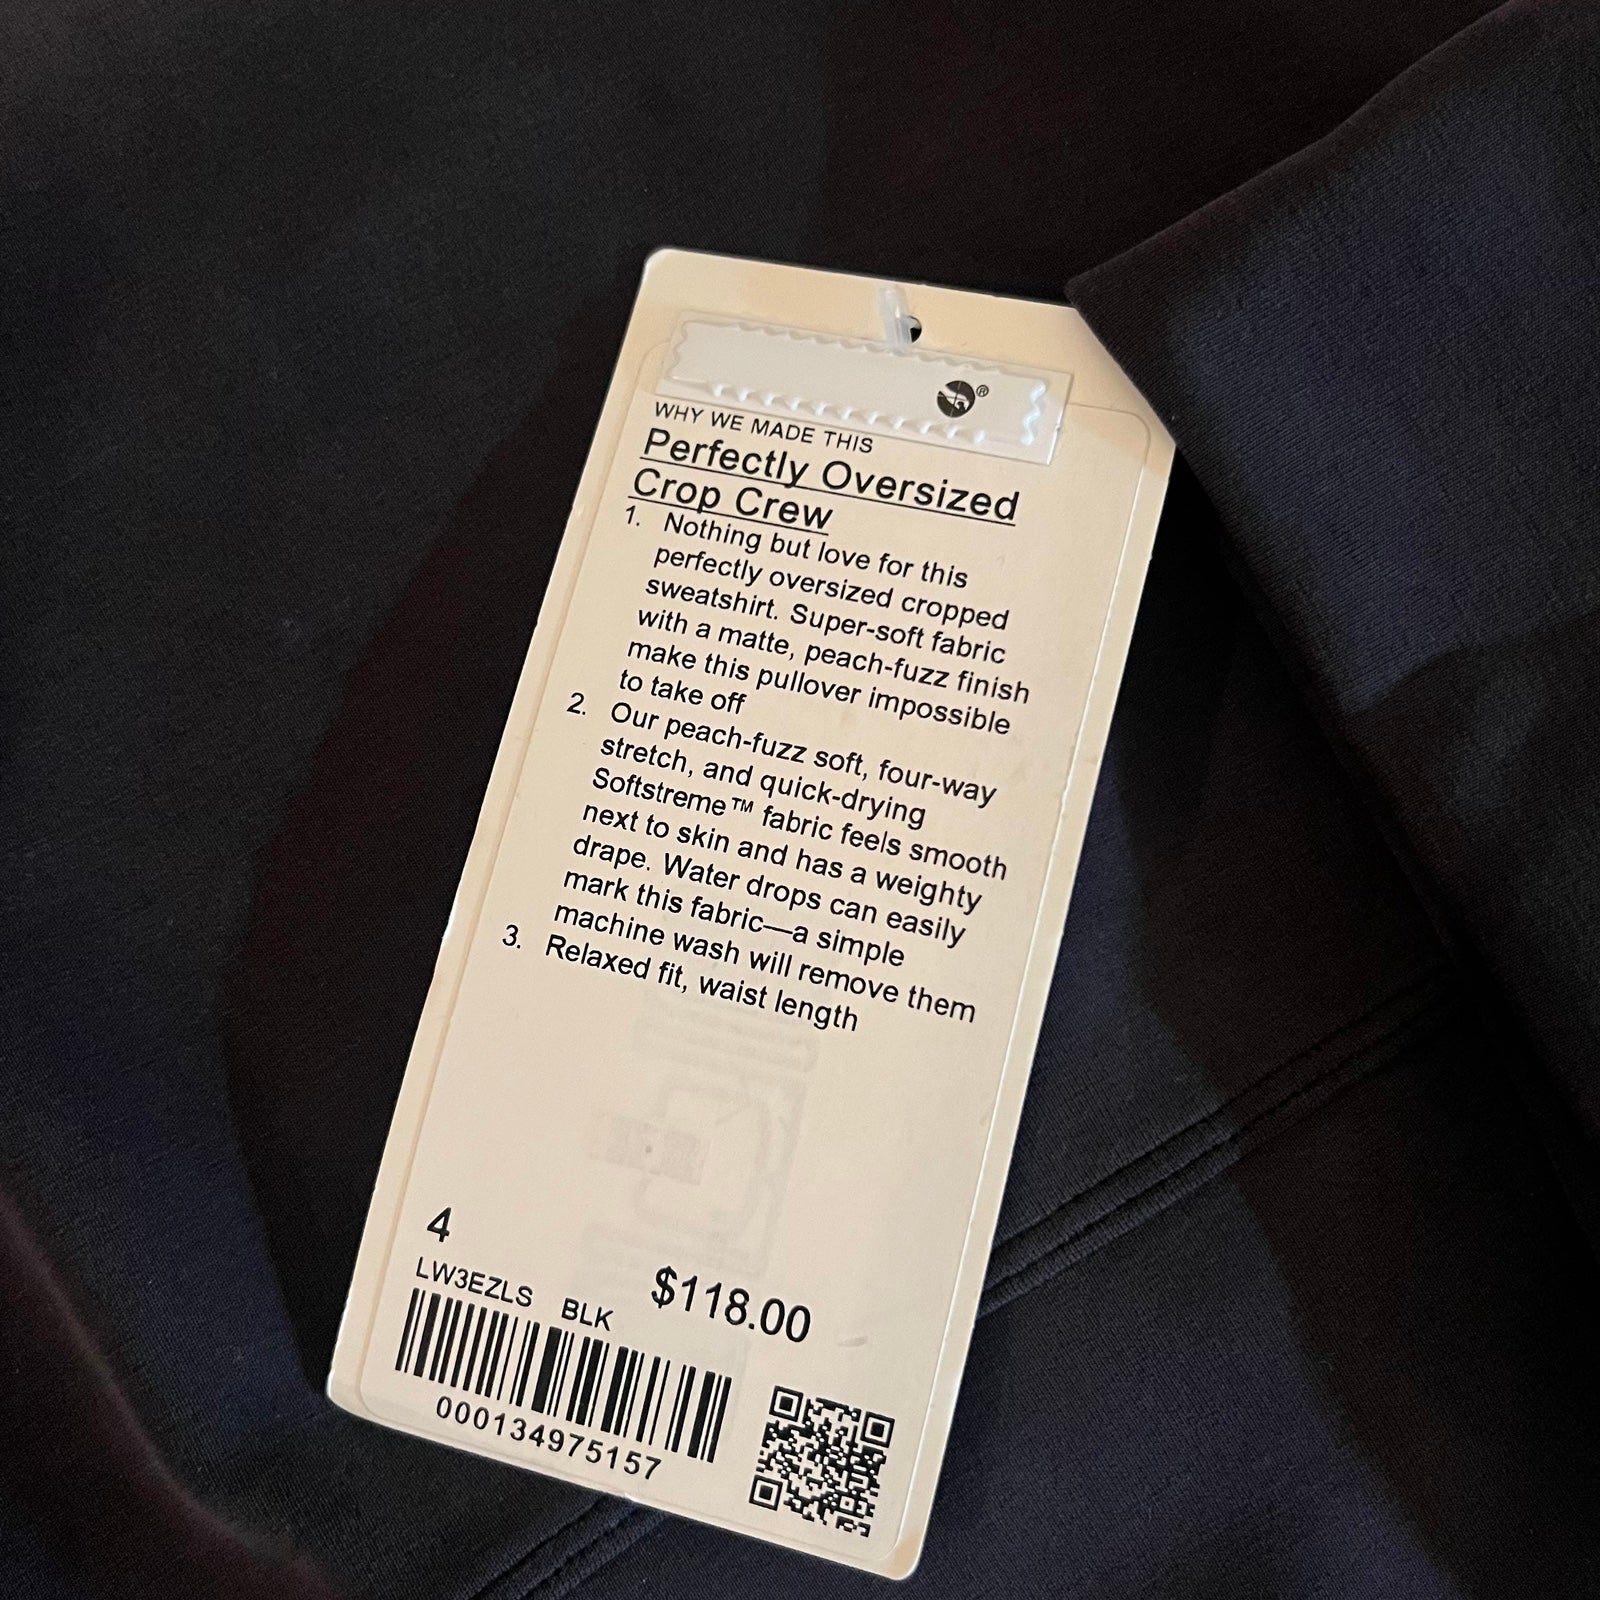 ®
WHY WE MADE THIS
Perfectly Oversized
Crop Crew
1. Nothing but love for this
perfectly oversized cropped
sweatshirt. Super-soft fabric
with a matte, peach-fuzz finish
make this pullover impossible
to take off
2. Our peach-fuzz soft, four-way
stretch, and quick-drying
Softstreme™ fabric feels smooth
next to skin and has a weighty
drape. Water drops can easily
mark this fabric—a simple
machine wash will remove them
3. Relaxed fit, waist length
4
LW3EZLS BLK $118.00
000134975157